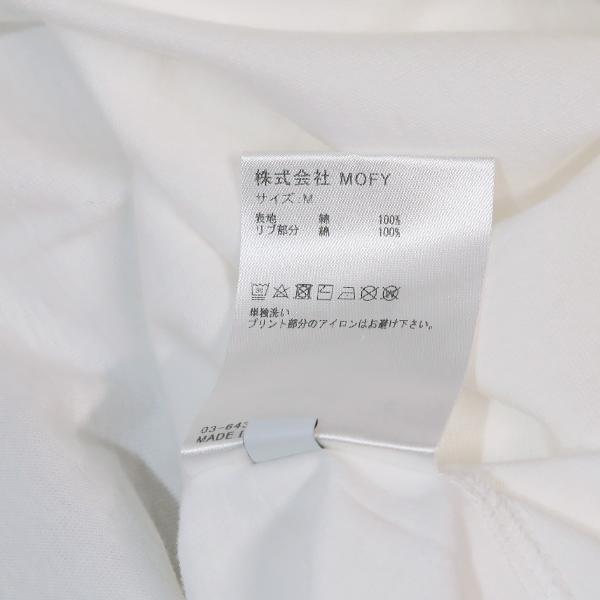 株式会社 MOFY
サイズ:M
表地 綿 100%
リブ部分 綿 100%
単独洗い
プリント部分のアイロンはお避け下さい。
03-643
MADE